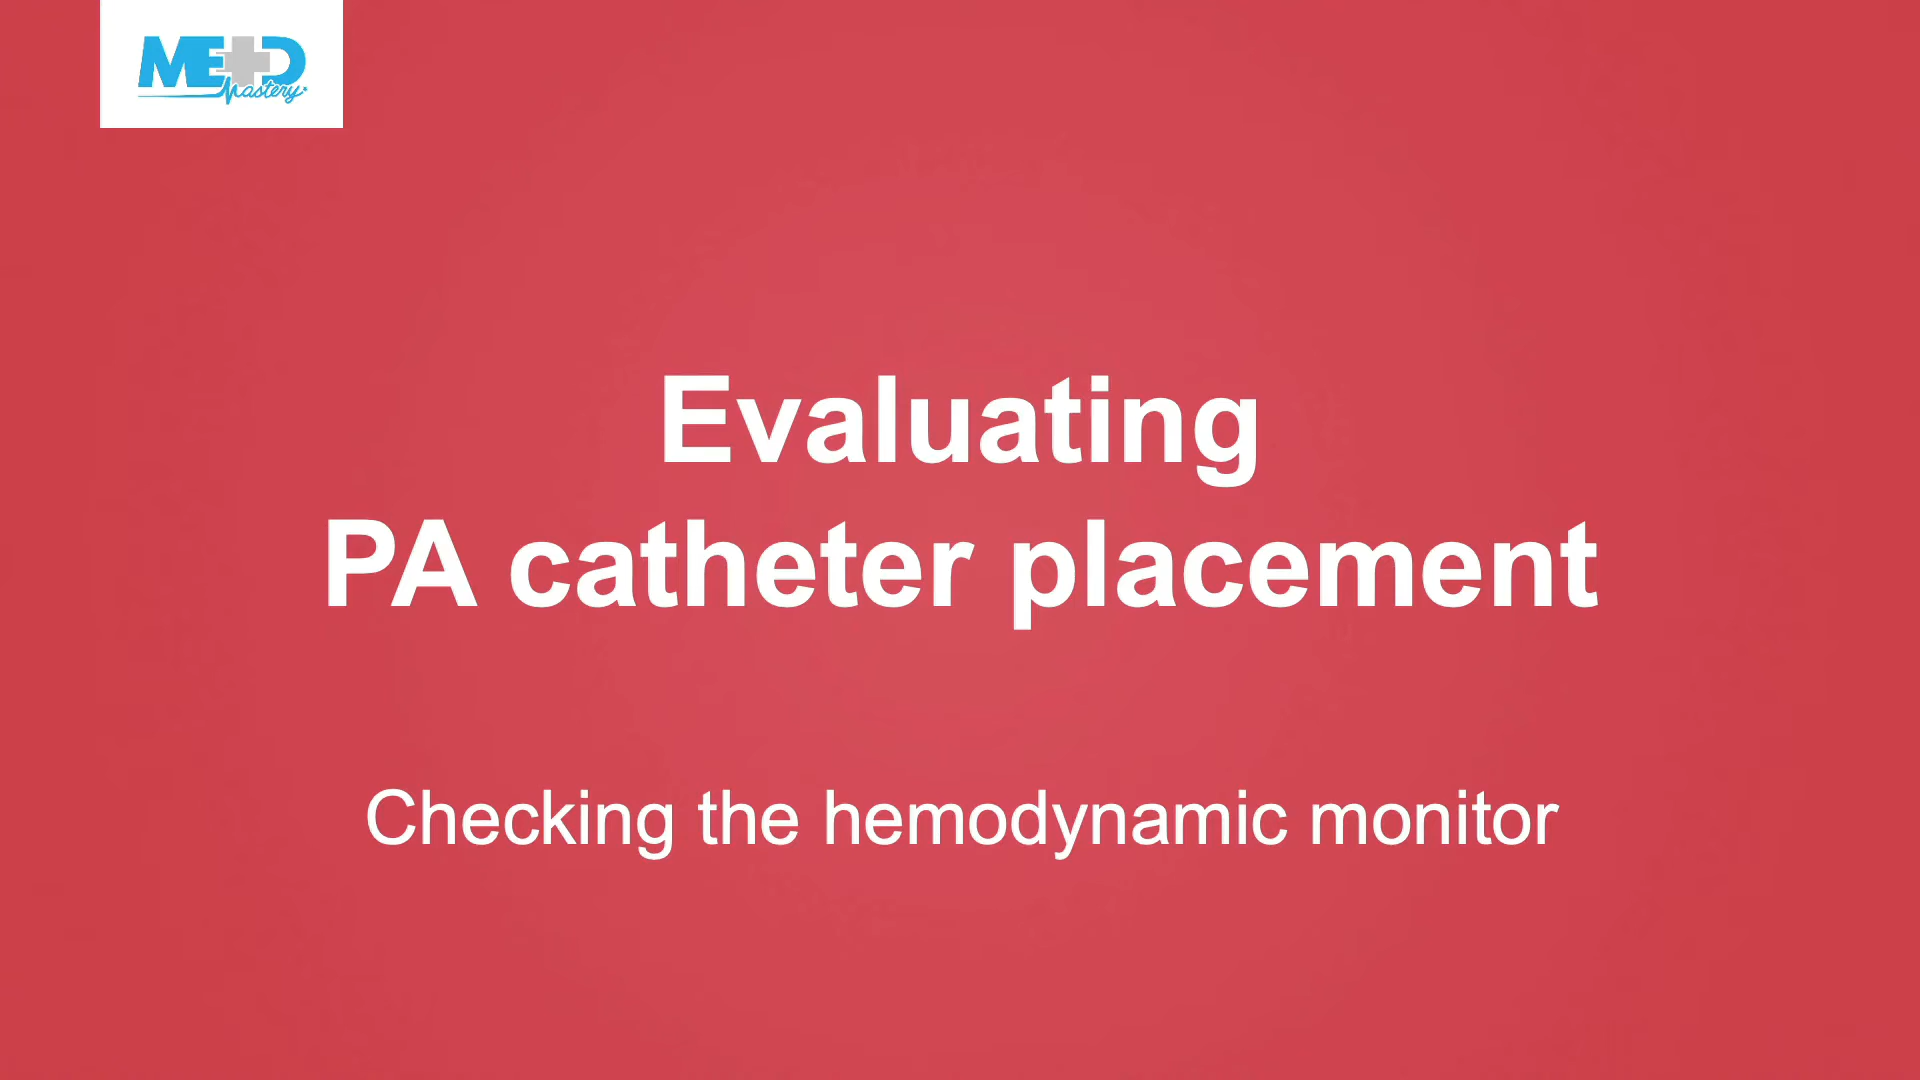 MED
Mastery
Evaluating
PA catheter placement
Checking the hemodynamic monitor